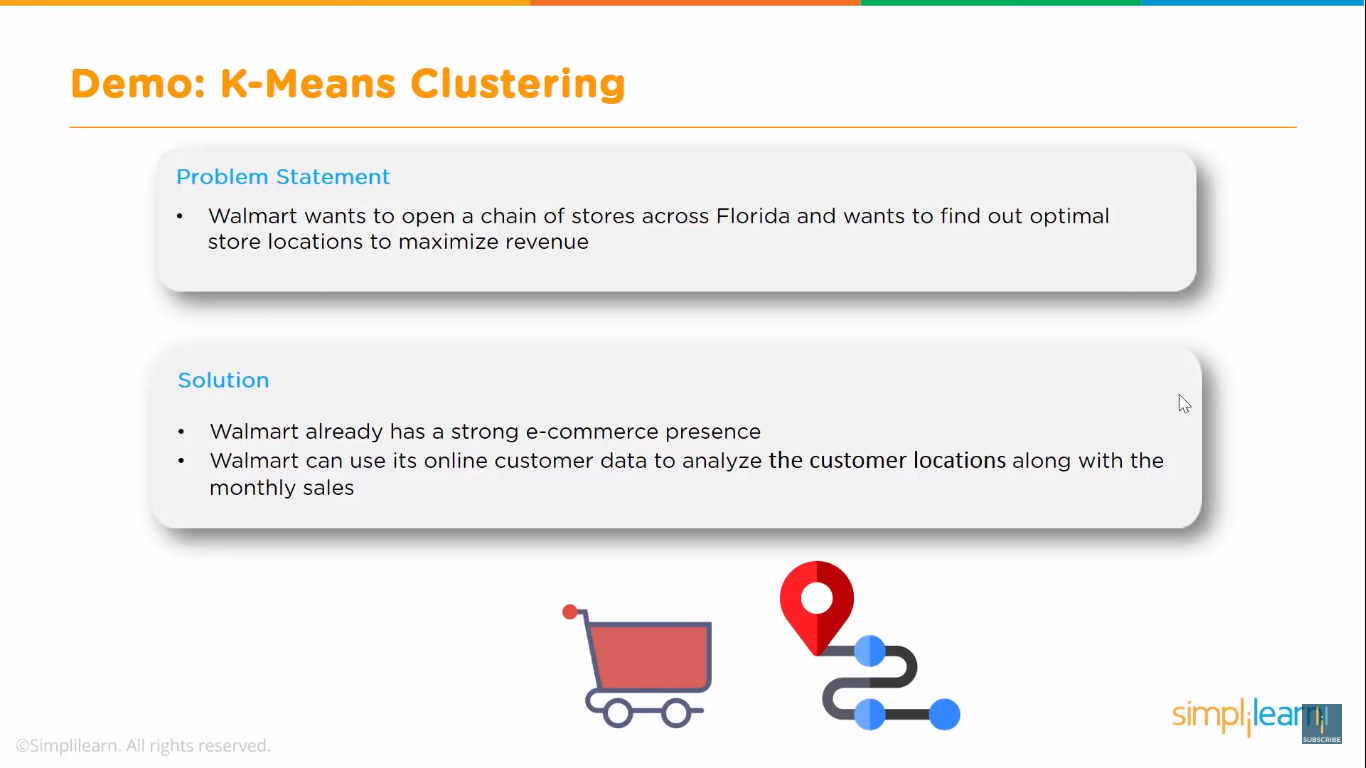 Demo: K-Means Clustering
Problem Statement
• Walmart wants to open a chain of stores across Florida and wants to find out optimal
store locations to maximize revenue
Solution
• Walmart already has a strong e-commerce presence
• Walmart can use its online customer data to analyze the customer locations along with the
monthly sales
simplilearn
SUBSCRIBE
©Simplilearn. All rights reserved.